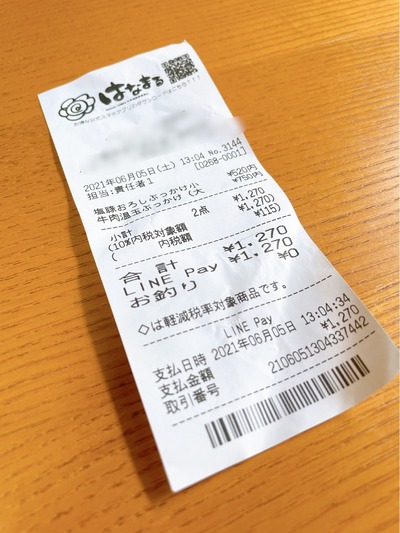 はなまる
2021年06月05日(土) 13:04 No.3144
担当:責任者1 [0268-0001]
塩豚おろしぶっかけ小 ¥520円
牛肉温玉ぶっかけ(大 ¥750円
小計 2点 ¥1,270
(10%内税対象額 ¥1,270)
( 内税額 ¥115)
合計 ¥1,270
LINE Pay ¥1,270
お釣り ¥0
◇は軽減税率対象商品です。
LINE Pay
支払日時 2021年06月05日 13:04:34
支払金額 ¥1,270
取引番号 2106051304337442